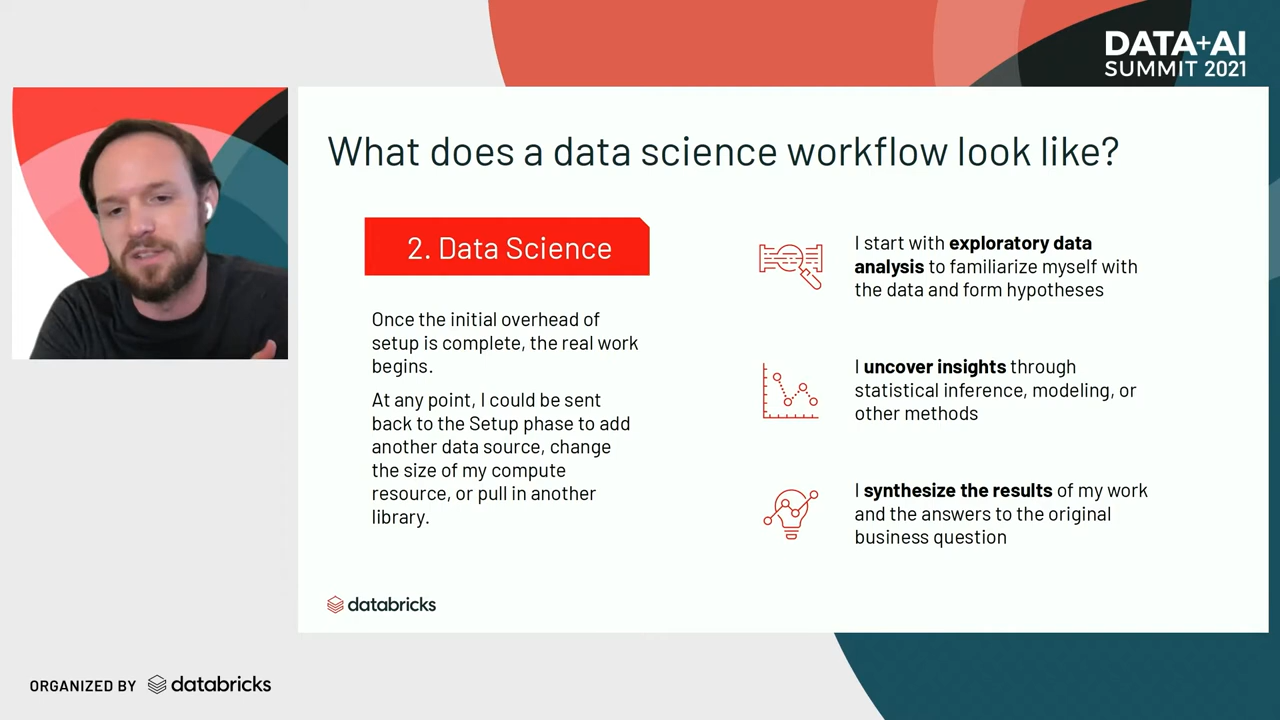 DATA+AI
SUMMIT 2021
What does a data science workflow look like?
2. Data Science
Once the initial overhead of
setup is complete, the real work
begins.
At any point, I could be sent
back to the Setup phase to add
another data source, change
the size of my compute
resource, or pull in another
library.
I start with exploratory data
analysis to familiarize myself with
the data and form hypotheses
I uncover insights through
statistical inference, modeling, or
other methods
I synthesize the results of my work
and the answers to the original
business question
databricks
ORGANIZED BY databricks